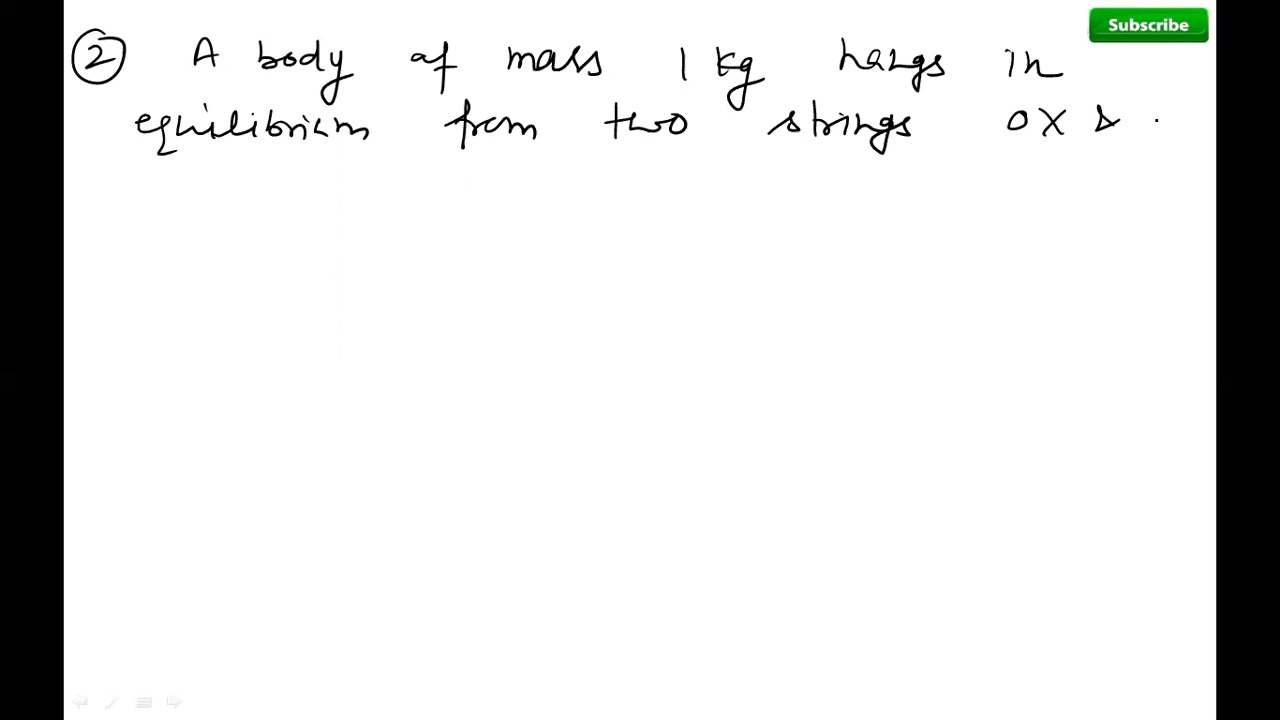 Subscribe
② A body of mass 1 kg hangs in
equilibrium from two strings OX &